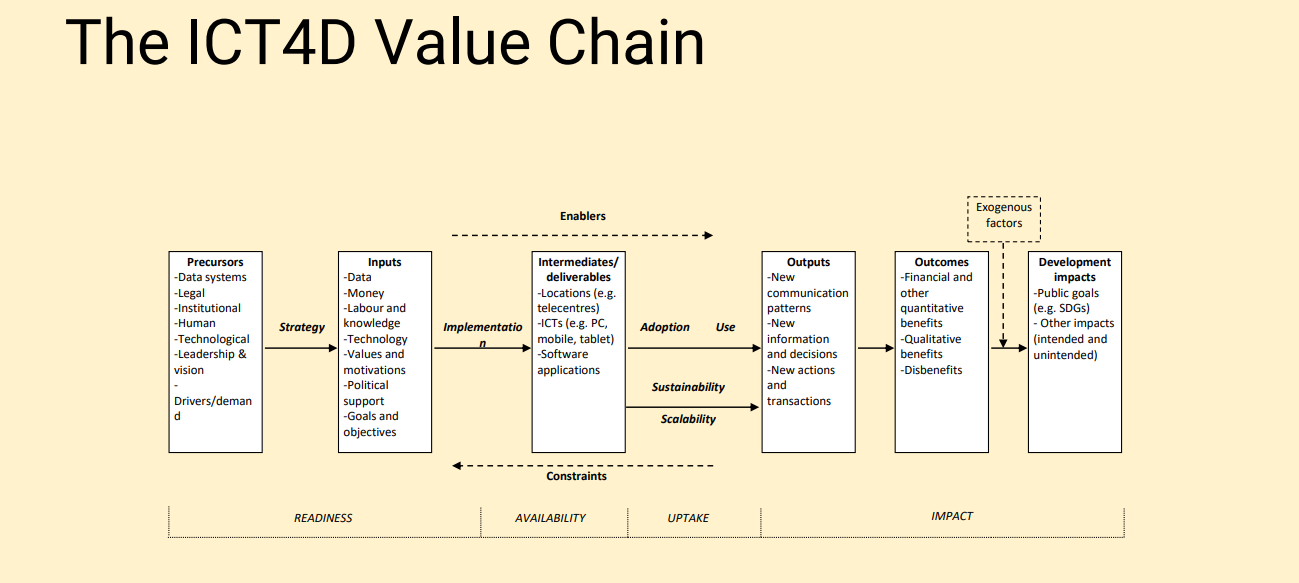 The ICT4D Value Chain
Exogenous
factors
Enablers
Precursors
-Data systems
-Legal
-Institutional
-Human
-Technological
-Leadership &
vision
-
Drivers/deman
d
Strategy
Inputs
-Data
-Money
-Labour and
knowledge
-Technology
-Values and
motivations
-Political
support
-Goals and
objectives
Implementatio
n
Intermediates/
deliverables
-Locations (e.g.
telecentres)
-ICTs (e.g. PC,
mobile, tablet)
-Software
applications
Adoption Use
Sustainability
Scalability
Outputs
-New
communication
patterns
-New
information
and decisions
-New actions
and
transactions
Outcomes
-Financial and
other
quantitative
benefits
-Qualitative
benefits
-Disbenefits
Development
impacts
-Public goals
(e.g. SDGs)
- Other impacts
(intended and
unintended)
Constraints
READINESS
AVAILABILITY
UPTAKE
IMPACT